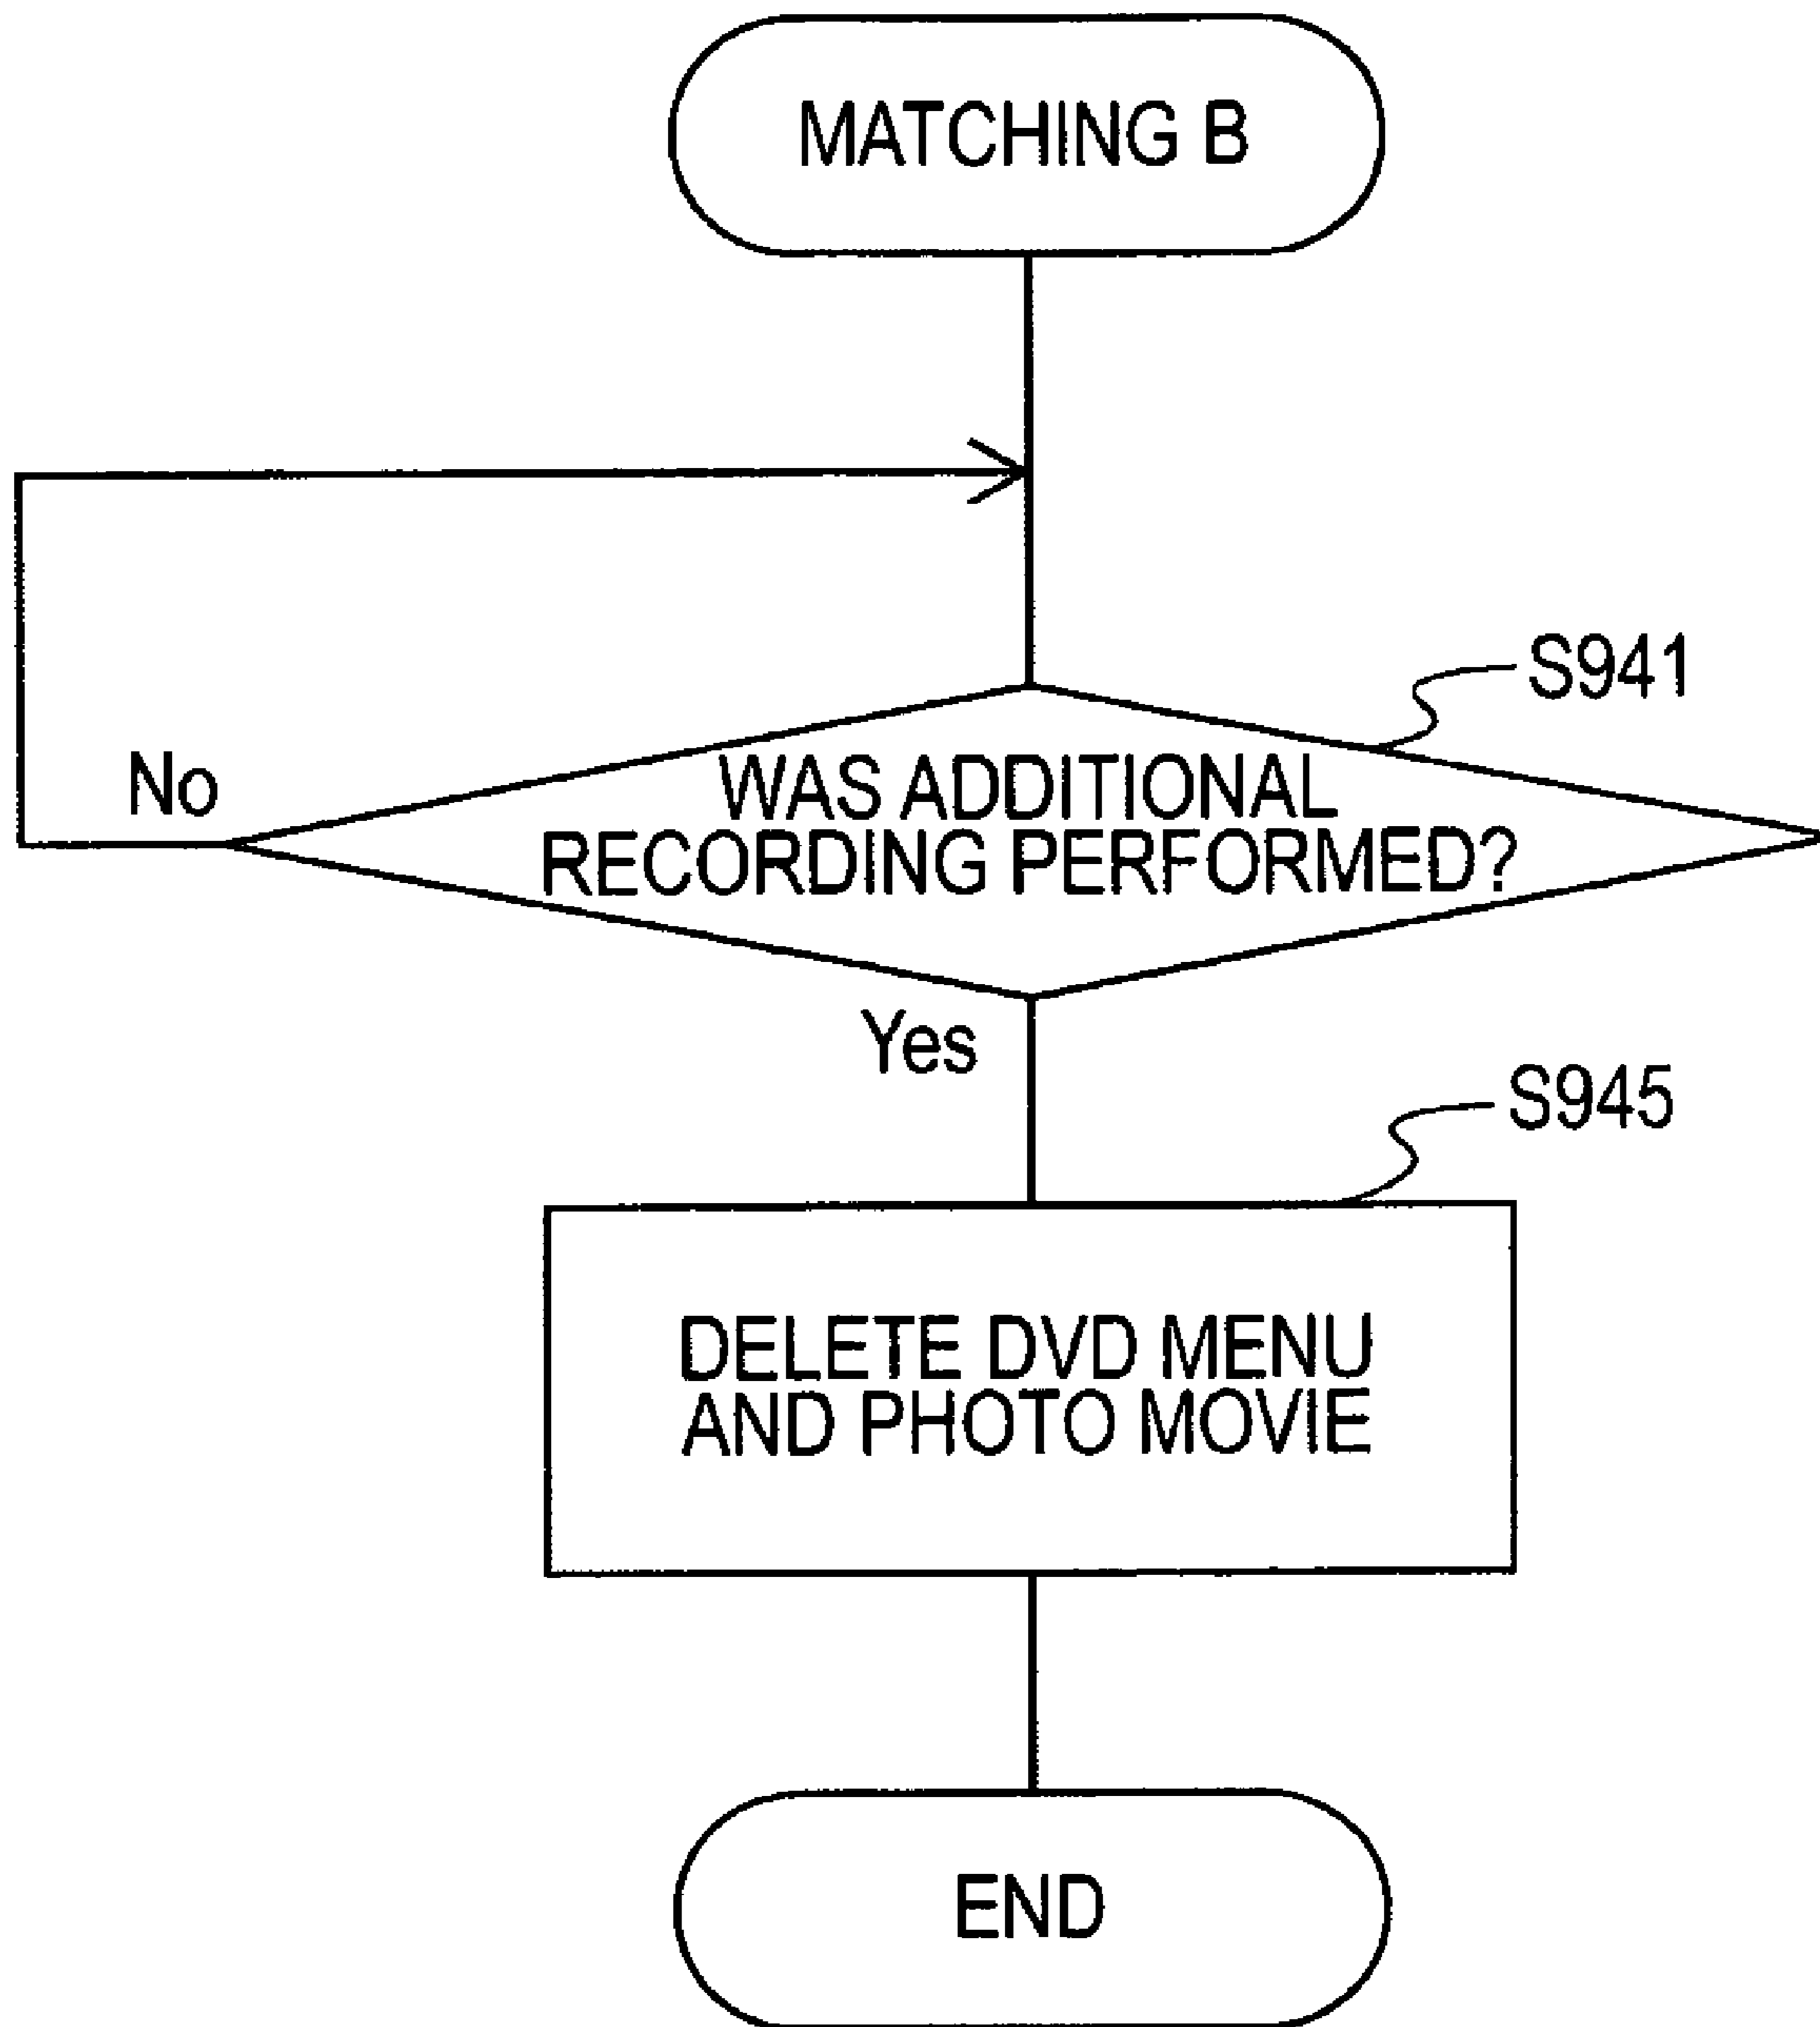 MATCHING B
S941
No
WAS ADDITIONAL
RECORDING PERFORMED?
Yes
S945
DELETE DVD MENU
AND PHOTO MOVIE
END